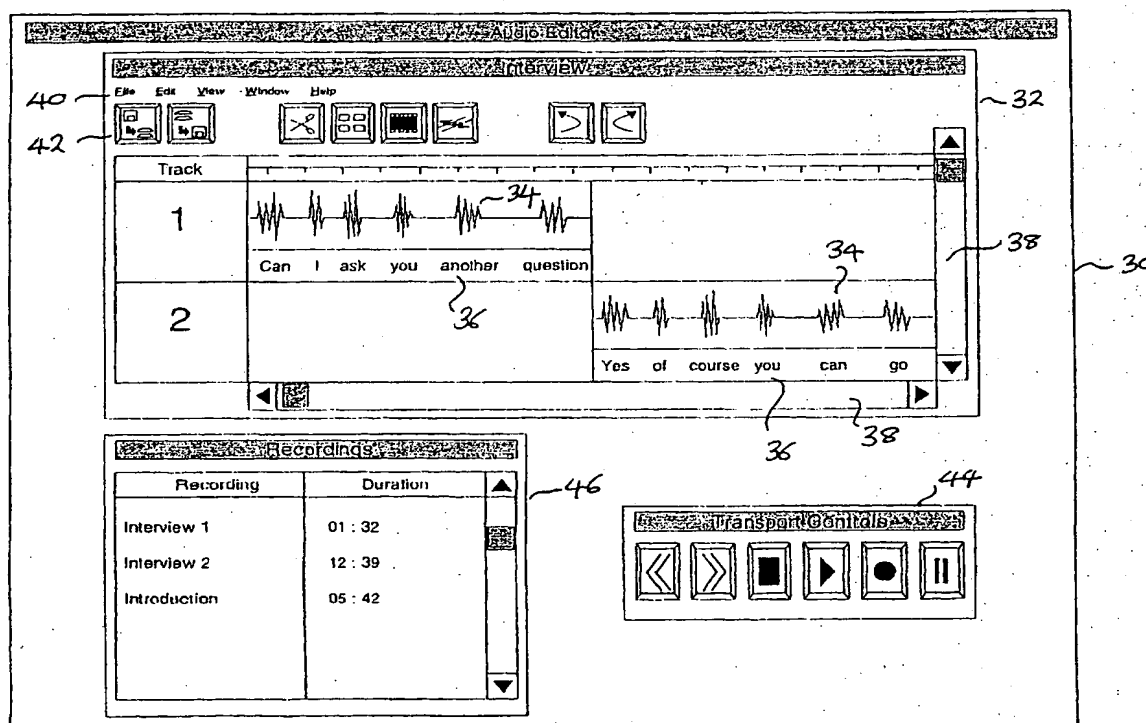 Audio Editor
Interview
File Edit View Window Help
40
32
42
Track
1
34
Can I ask you another question
36
38
30
2
34
Yes of course you can go
36
38
Recordings
46
Recording Duration
Interview 1 01 : 32
Interview 2 12 : 39
Introduction 05 : 42
44
Transport Controls